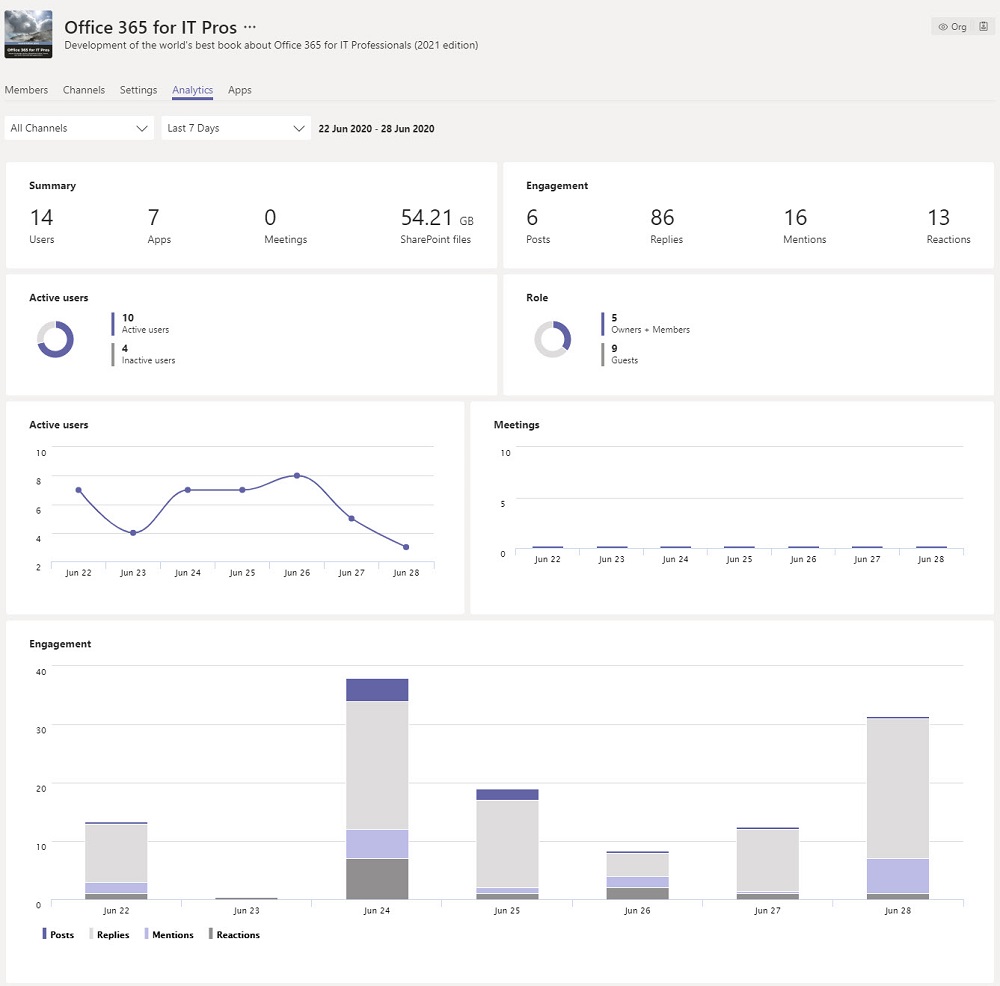 Office 365 for IT Pros ...
Office 365 for IT Pros
Development of the world's best book about Office 365 for IT Professionals (2021 edition)
Org
Members Channels Settings Analytics Apps
All Channels Last 7 Days 22 Jun 2020 - 28 Jun 2020
Summary
14 7 0 54.21 GB
Users Apps Meetings SharePoint files
Engagement
6 86 16 13
Posts Replies Mentions Reactions
Active users
10
Active users
4
Inactive users
Role
5
Owners + Members
9
Guests
Active users
10
8
6
4
2
Jun 22 Jun 23 Jun 24 Jun 25 Jun 26 Jun 27 Jun 28
Meetings
10
5
0
Jun 22 Jun 23 Jun 24 Jun 25 Jun 26 Jun 27 Jun 28
Engagement
40
30
20
10
0
Jun 22 Jun 23 Jun 24 Jun 25 Jun 26 Jun 27 Jun 28
Posts Replies Mentions Reactions